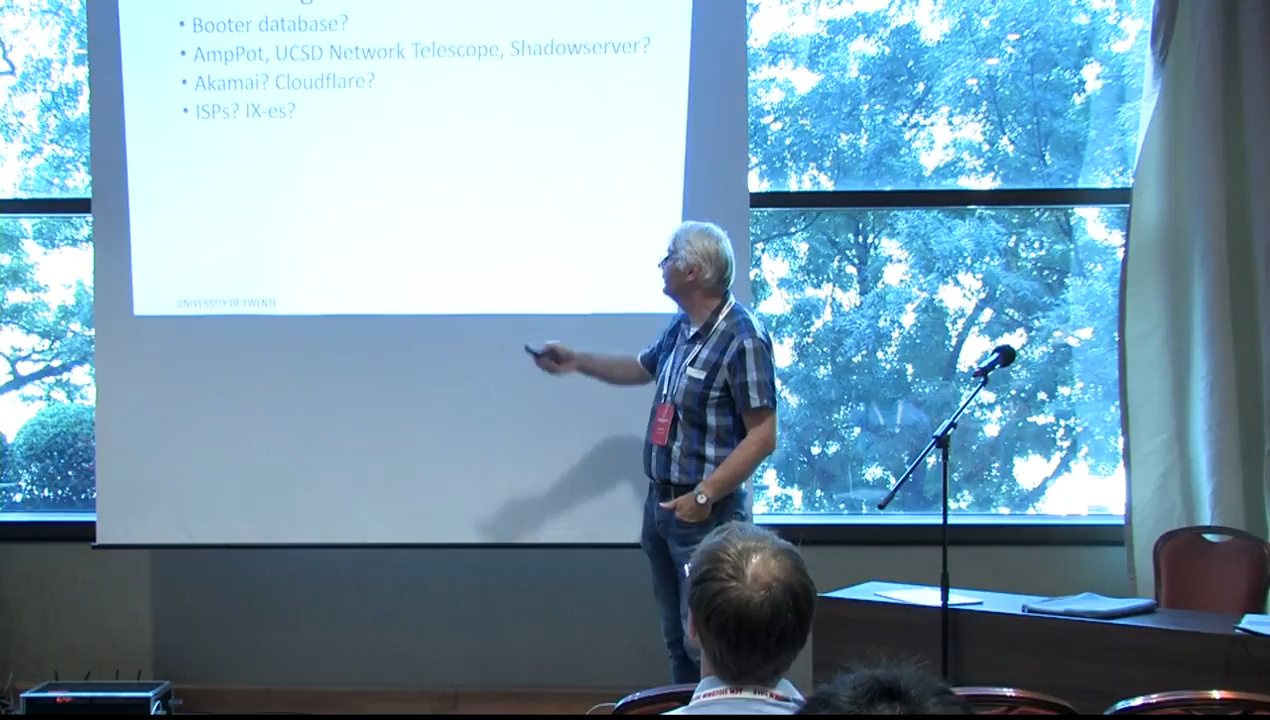 • Booter database?
• AmpPot, UCSD Network Telescope, Shadowserver?
• Akamai? Cloudflare?
• ISPs? IX-es?
UNIVERSITY OF TWENTE